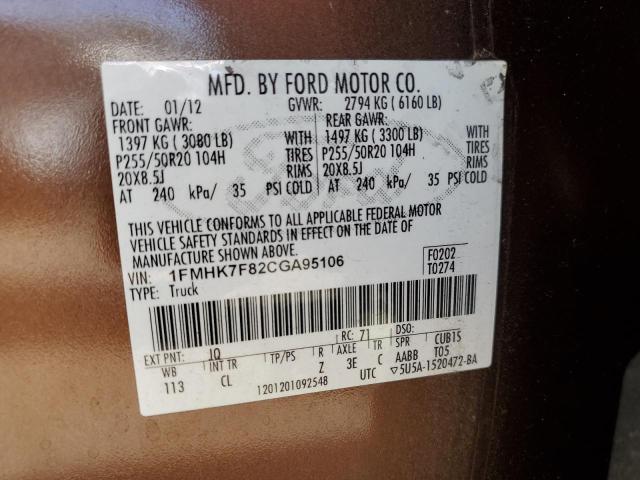 MFD. BY FORD MOTOR CO.
DATE: 01/12 GVWR: 2794 KG ( 6160 LB)
FRONT GAWR: REAR GAWR:
1397 KG ( 3080 LB) WITH 1497 KG ( 3300 LB) WITH
P255/50R20 104H TIRES P255/50R20 104H TIRES
20X8.5J RIMS 20X8.5J RIMS
AT 240 kPa/ 35 PSI COLD AT 240 kPa/ 35 PSI COLD
THIS VEHICLE CONFORMS TO ALL APPLICABLE FEDERAL MOTOR
VEHICLE SAFETY STANDARDS IN EFFECT ON THE DATE OF
MANUFACTURE SHOWN ABOVE. F0202
VIN: 1FMHK7F82CGA95106 T0274
TYPE: Truck
RC: 71 DSO:
EXT PNT: JQ CUB1S
WB INT TR TP/PS R AXLE TR SPR T05
113 CL Z 3E C AABB
1201201092548 UTC ▽5U5A-1520472-BA